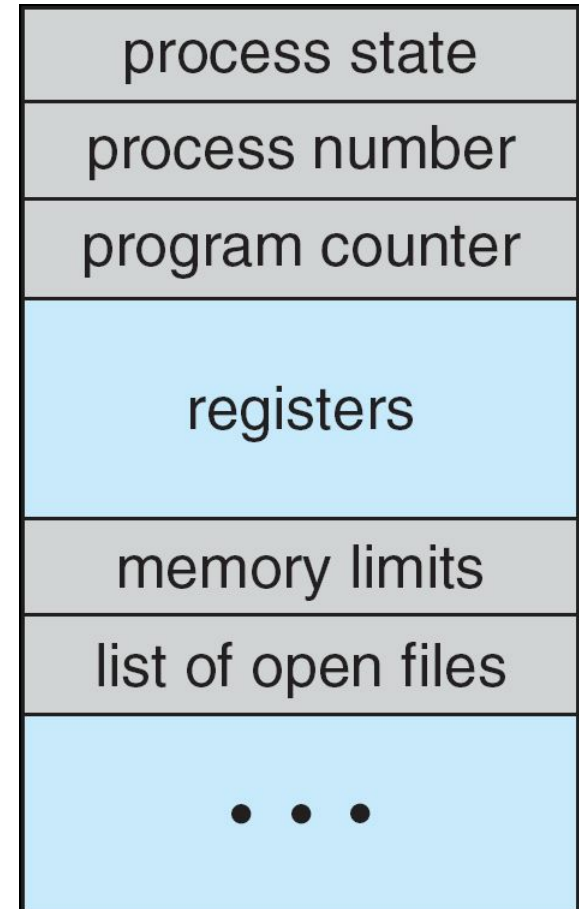 process state
process number
program counter
registers
memory limits
list of open files
• • •